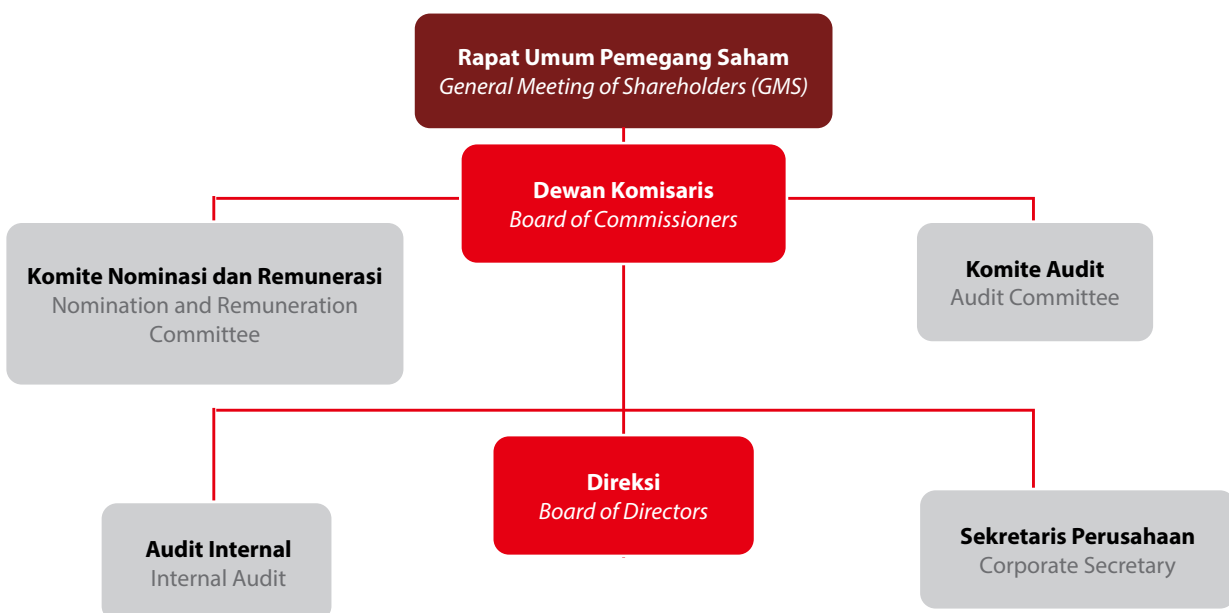 Rapat Umum Pemegang Saham
General Meeting of Shareholders (GMS)
Dewan Komisaris
Board of Commissioners
Komite Nominasi dan Remunerasi
Nomination and Remuneration
Committee
Komite Audit
Audit Committee
Direksi
Board of Directors
Audit Internal
Internal Audit
Sekretaris Perusahaan
Corporate Secretary